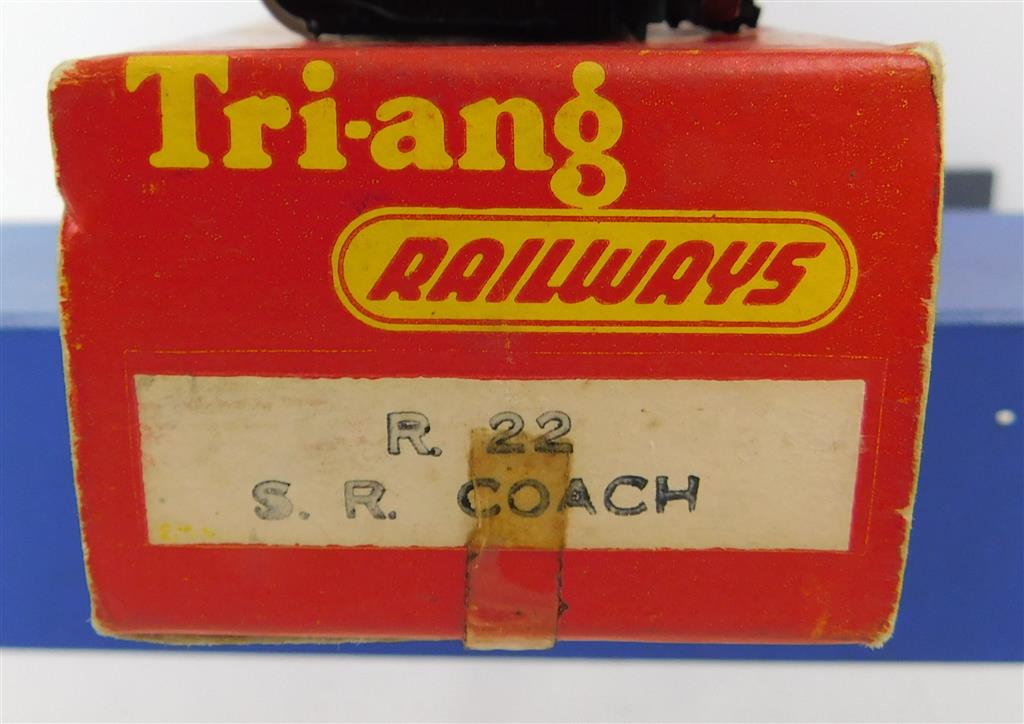 Tri-ang
RAILWAYS
R. 22
S. R. COACH